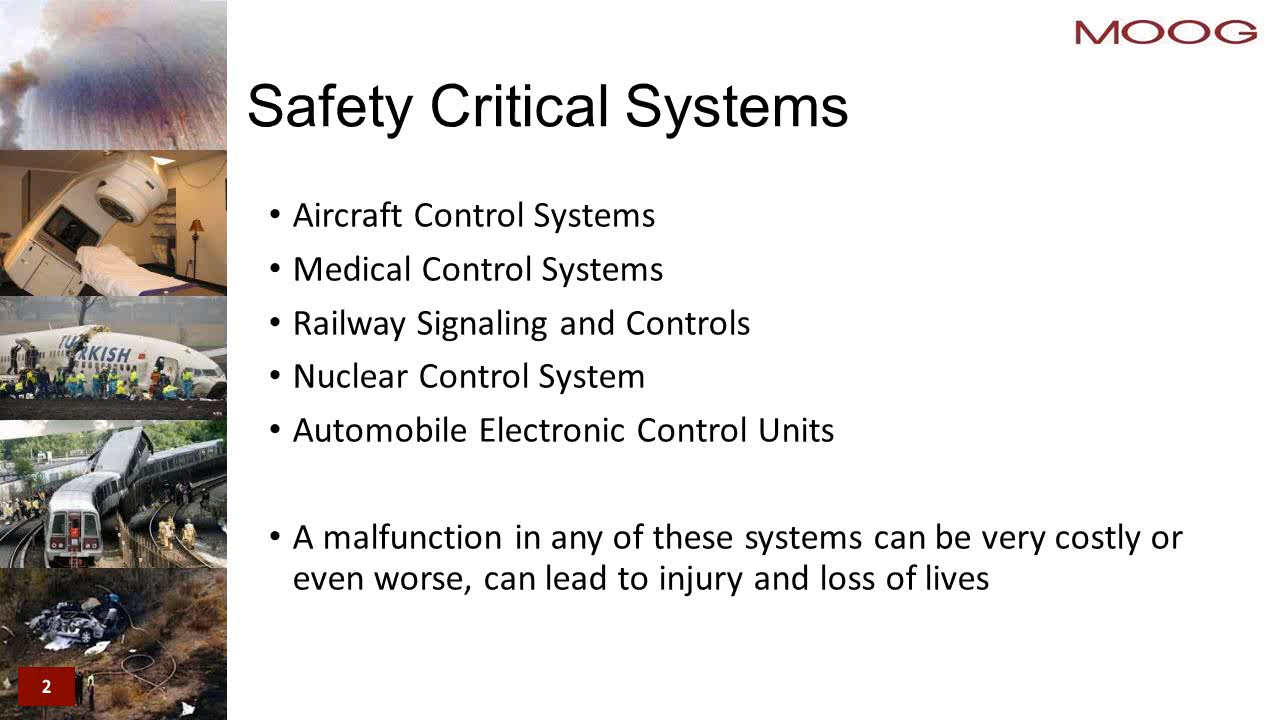 MOOG
Safety Critical Systems
• Aircraft Control Systems
• Medical Control Systems
• Railway Signaling and Controls
• Nuclear Control System
• Automobile Electronic Control Units
• A malfunction in any of these systems can be very costly or
even worse, can lead to injury and loss of lives
TURKISH
2